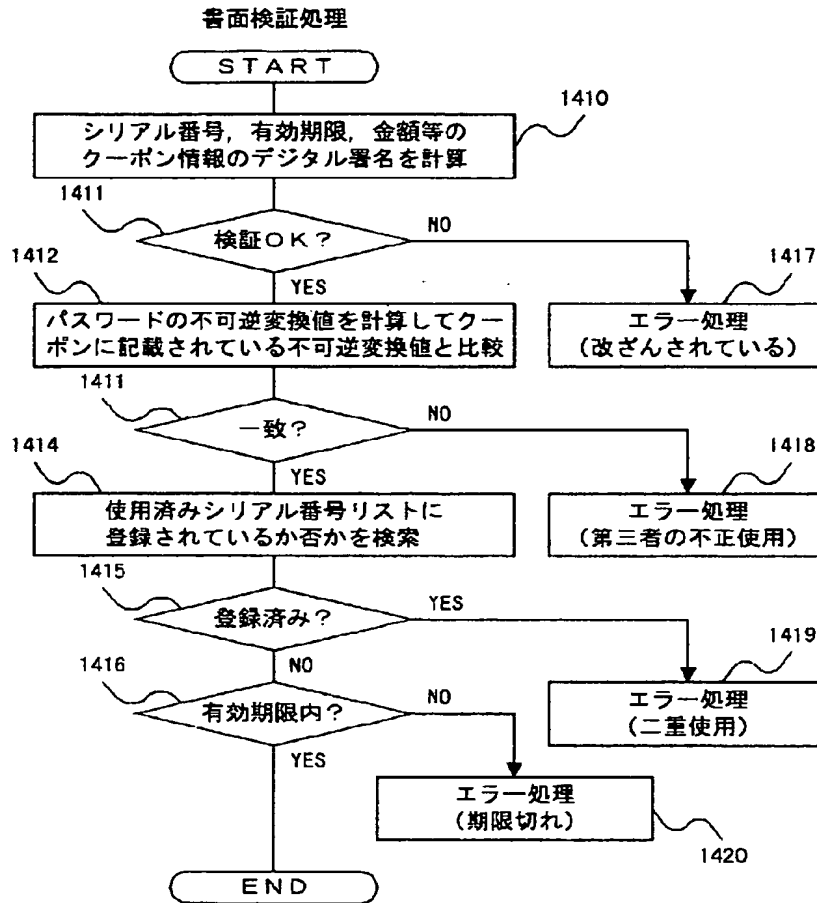 書面検証処理
START
1410
シリアル番号，有効期限，金額等の
クーポン情報のデジタル署名を計算
1411
検証OK？
NO
YES
1412
パスワードの不可逆変換値を計算してクー
ポンに記載されている不可逆変換値と比較
1417
エラー処理
（改ざんされている）
1411
一致？
NO
YES
1414
使用済みシリアル番号リストに
登録されているか否かを検索
1418
エラー処理
（第三者の不正使用）
1415
登録済み？
YES
NO
1419
エラー処理
（二重使用）
1416
有効期限内？
NO
YES
エラー処理
（期限切れ）
1420
END